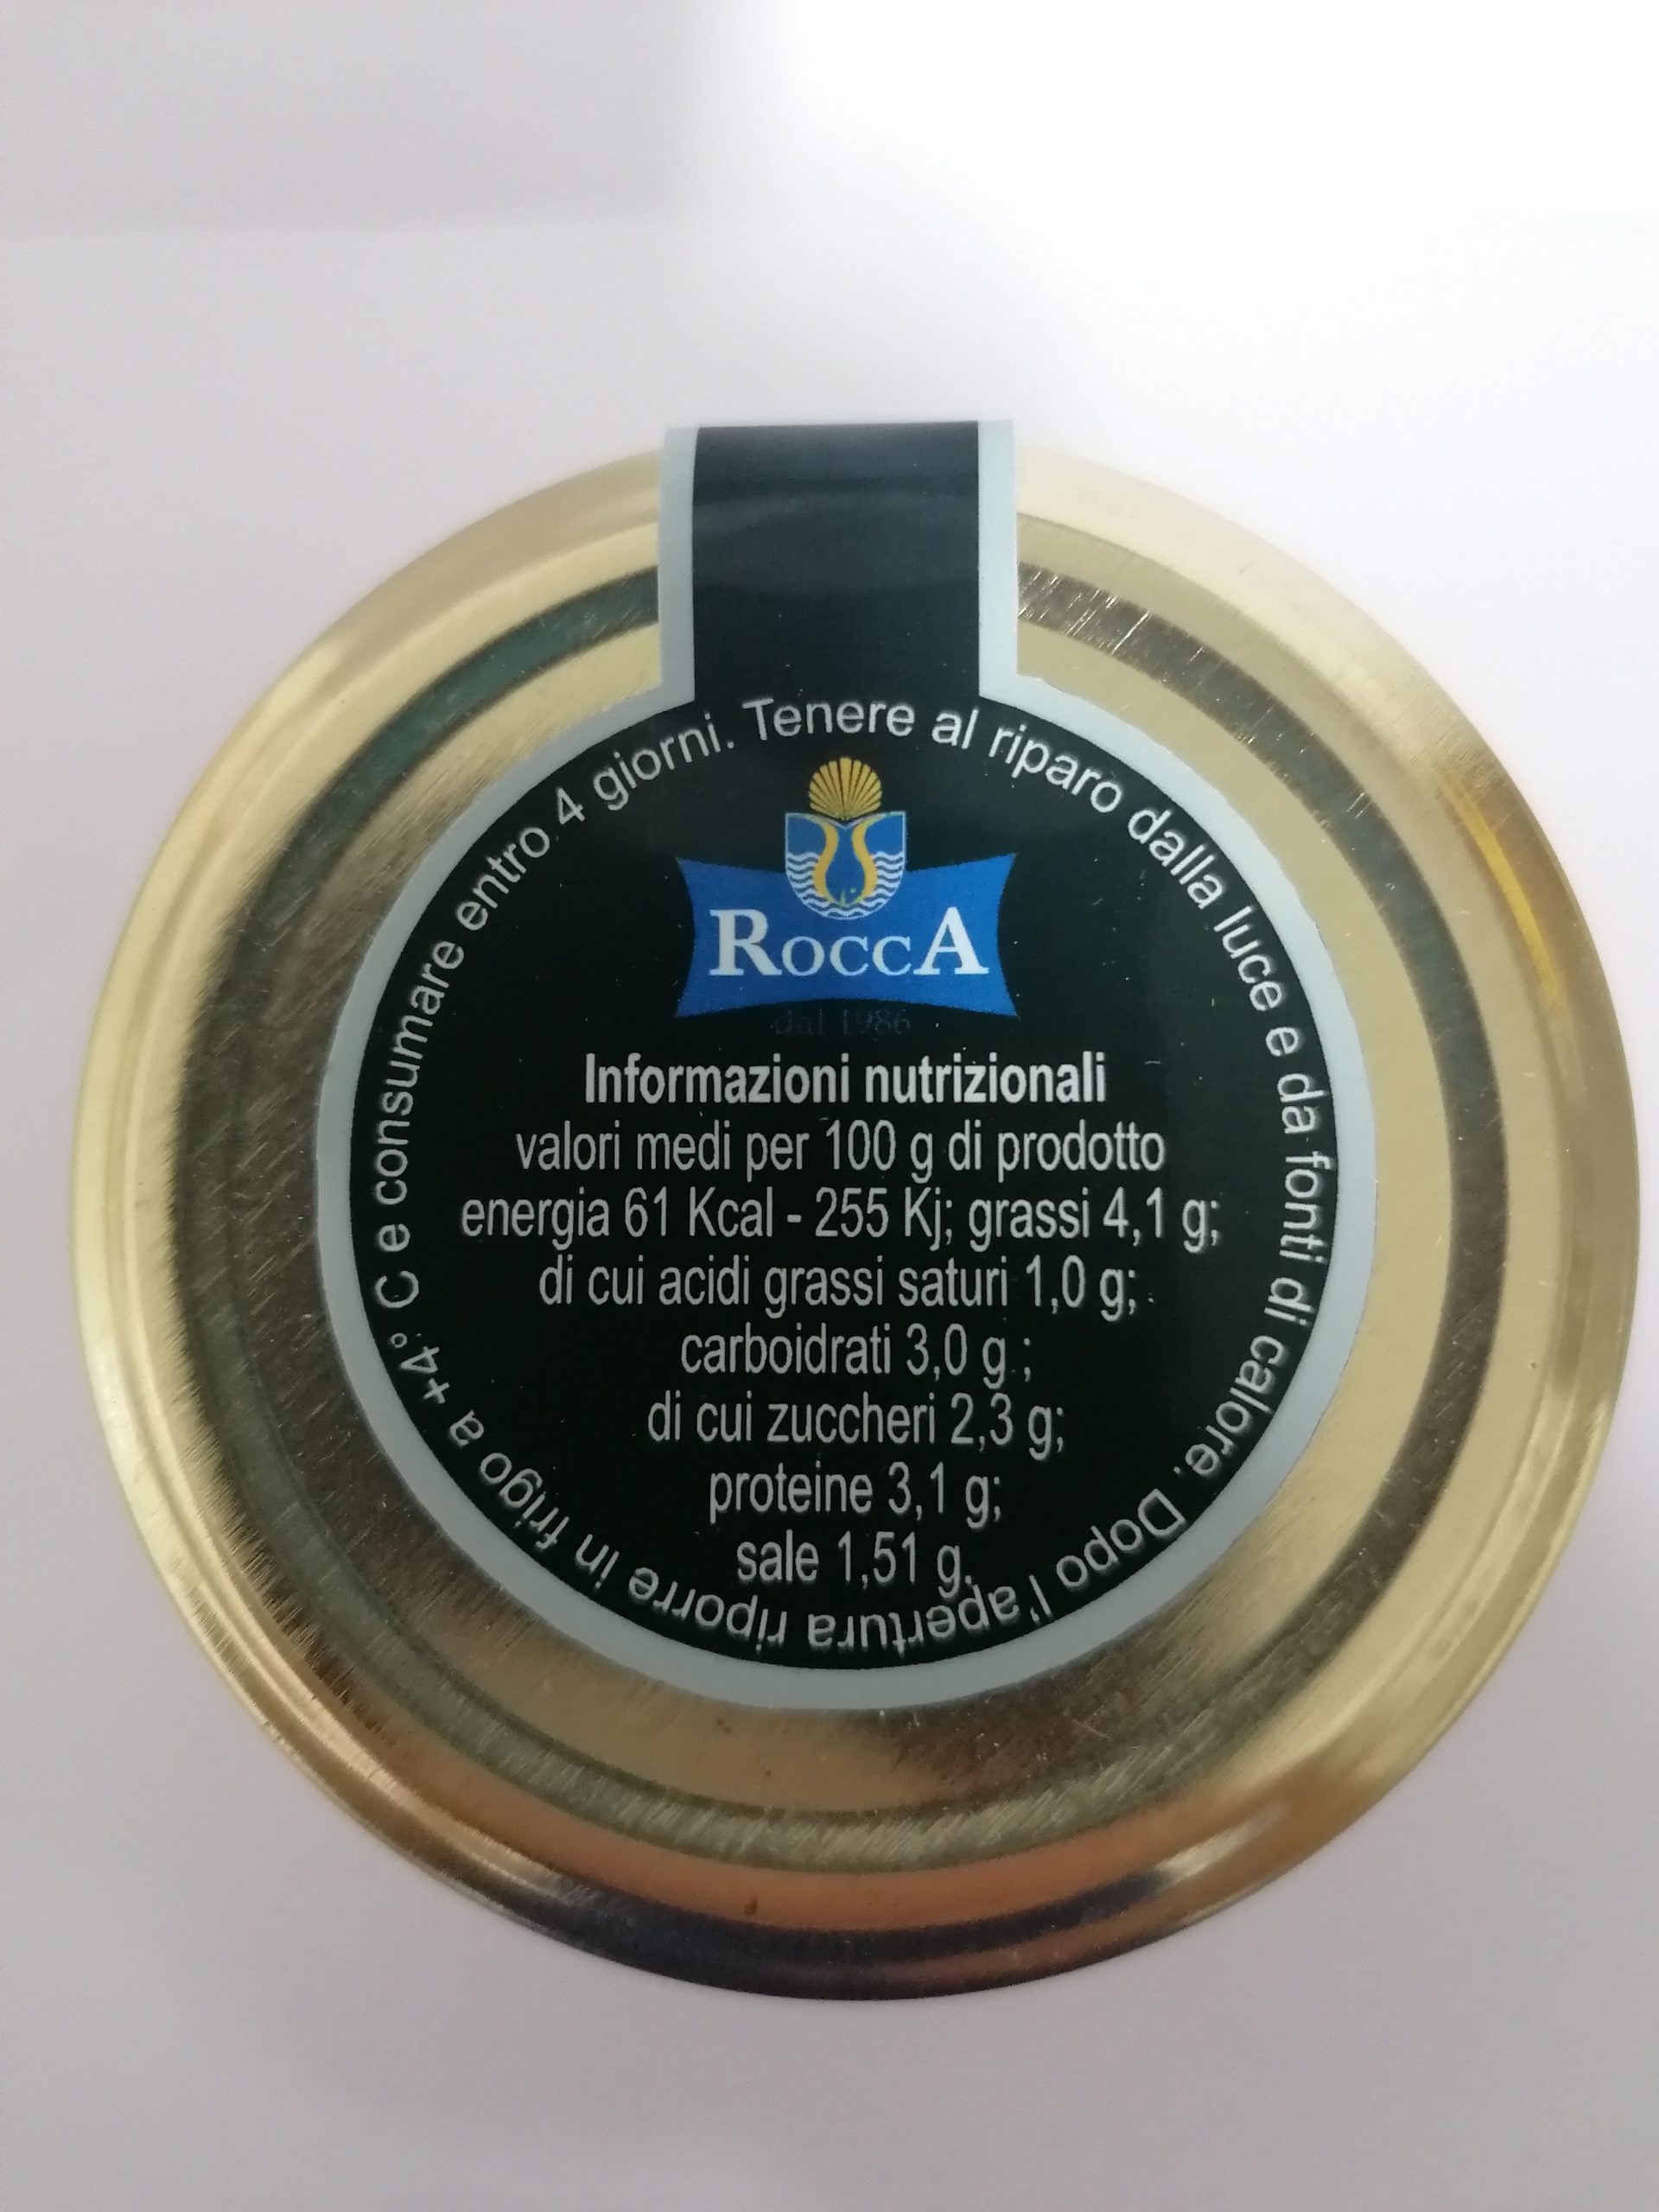 Tenere al riparo dalla luce e da fonti di calore. Dopo l'apertura riporre in frigo a +4° C e consumare entro 4 giorni.
ROCCA
dal 1986
Informazioni nutrizionali
valori medi per 100 g di prodotto
energia 61 Kcal - 255 Kj; grassi 4,1 g;
di cui acidi grassi saturi 1,0 g;
carboidrati 3,0 g ;
di cui zuccheri 2,3 g;
proteine 3,1 g;
sale 1,51 g.